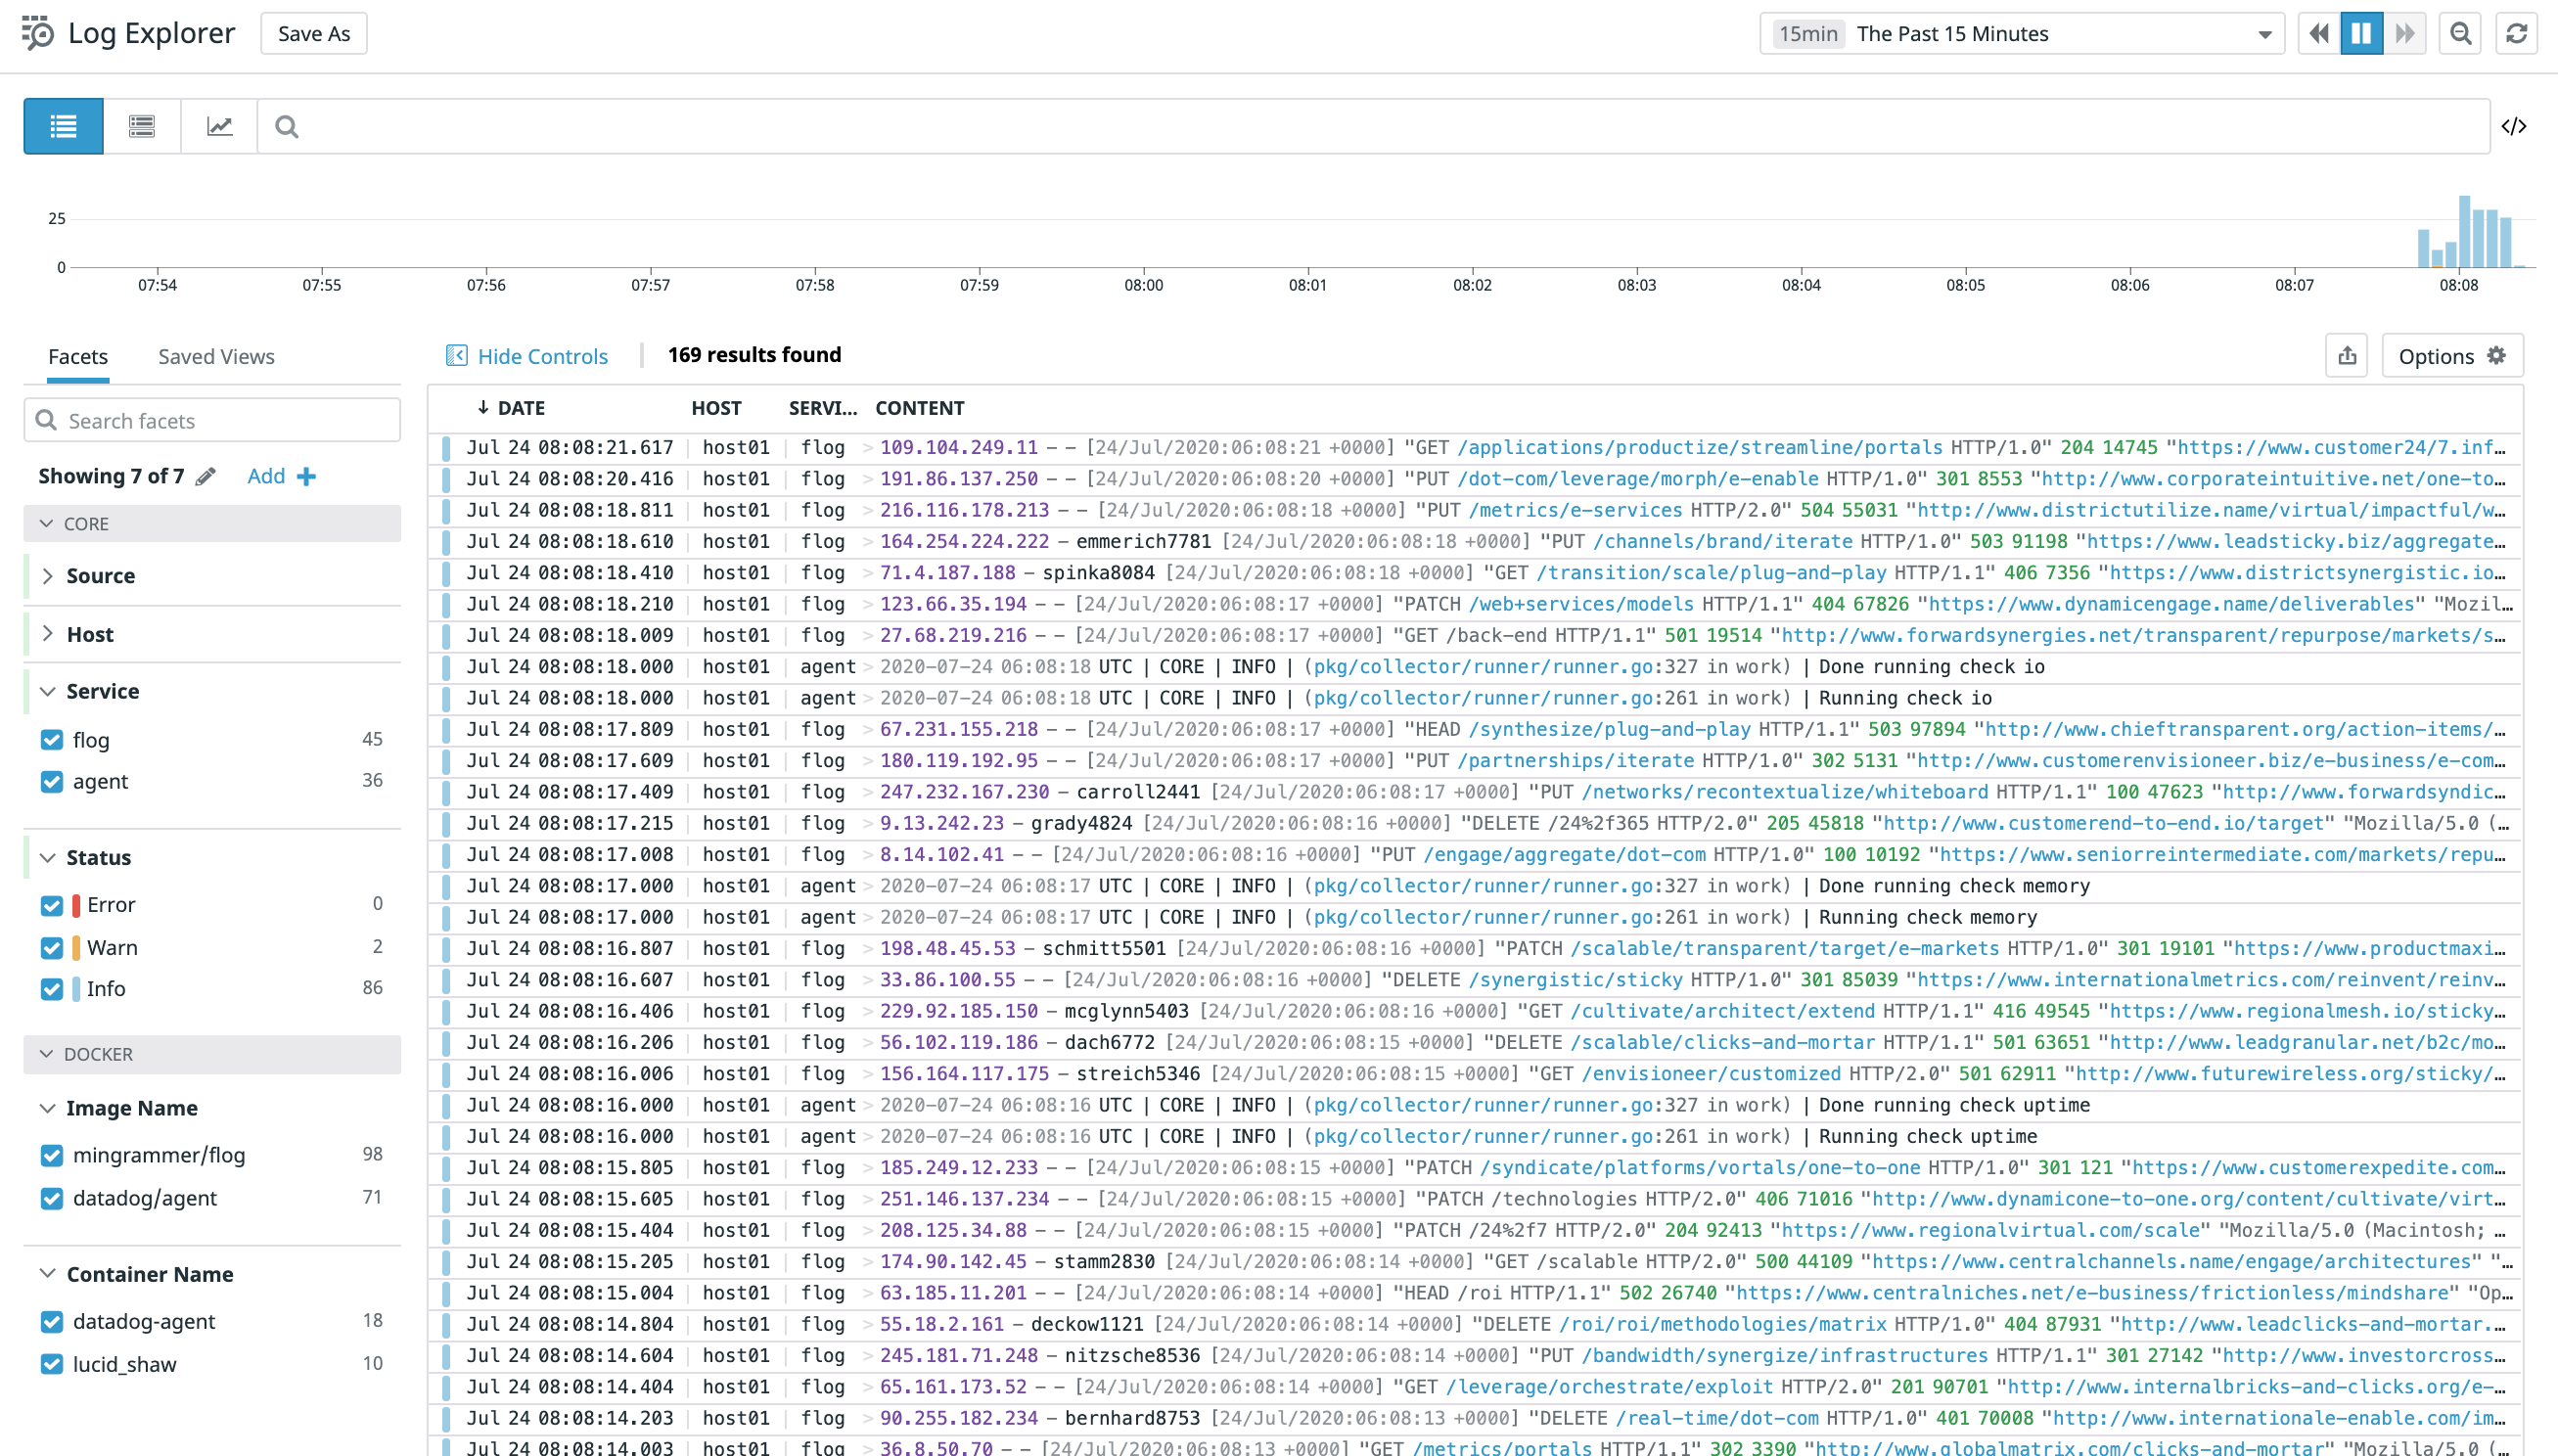 Log Explorer Save As 15min The Past 15 Minutes
</>
25
0
07:54 07:55 07:56 07:57 07:58 07:59 08:00 08:01 08:02 08:03 08:04 08:05 08:06 08:07 08:08
Facets Saved Views
Search facets
Showing 7 of 7 Add +
CORE
Source
Host
Service
flog 45
agent 36
Status
Error 0
Warn 2
Info 86
DOCKER
Image Name
mingrammer/flog 98
datadog/agent 71
Container Name
datadog-agent 18
lucid_shaw 10
Hide Controls 169 results found Options
↓ DATE HOST SERVI... CONTENT
Jul 24 08:08:21.617 host01 flog > 109.104.249.11 - - [24/Jul/2020:06:08:21 +0000] "GET /applications/productize/streamline/portals HTTP/1.0" 204 14745 "https://www.customer24/7.inf…
Jul 24 08:08:20.416 host01 flog > 191.86.137.250 - - [24/Jul/2020:06:08:20 +0000] "PUT /dot-com/leverage/morph/e-enable HTTP/1.0" 301 8553 "http://www.corporateintuitive.net/one-to…
Jul 24 08:08:18.811 host01 flog > 216.116.178.213 - - [24/Jul/2020:06:08:18 +0000] "PUT /metrics/e-services HTTP/2.0" 504 55031 "http://www.districtutilize.name/virtual/impactful/w…
Jul 24 08:08:18.610 host01 flog > 164.254.224.222 - emmerich7781 [24/Jul/2020:06:08:18 +0000] "PUT /channels/brand/iterate HTTP/1.0" 503 91198 "https://www.leadsticky.biz/aggregate…
Jul 24 08:08:18.410 host01 flog > 71.4.187.188 - spinka8084 [24/Jul/2020:06:08:18 +0000] "GET /transition/scale/plug-and-play HTTP/1.1" 406 7356 "https://www.districtsynergistic.io…
Jul 24 08:08:18.210 host01 flog > 123.66.35.194 - - [24/Jul/2020:06:08:17 +0000] "PATCH /web+services/models HTTP/1.1" 404 67826 "https://www.dynamicengage.name/deliverables" "Mozil…
Jul 24 08:08:18.009 host01 flog > 27.68.219.216 - - [24/Jul/2020:06:08:17 +0000] "GET /back-end HTTP/1.1" 501 19514 "http://www.forwardsynergies.net/transparent/repurpose/markets/s…
Jul 24 08:08:18.000 host01 agent > 2020-07-24 06:08:18 UTC | CORE | INFO | (pkg/collector/runner/runner.go:327 in work) | Done running check io
Jul 24 08:08:18.000 host01 agent > 2020-07-24 06:08:18 UTC | CORE | INFO | (pkg/collector/runner/runner.go:261 in work) | Running check io
Jul 24 08:08:17.809 host01 flog > 67.231.155.218 - - [24/Jul/2020:06:08:17 +0000] "HEAD /synthesize/plug-and-play HTTP/1.1" 503 97894 "http://www.chieftransparent.org/action-items/…
Jul 24 08:08:17.609 host01 flog > 180.119.192.95 - - [24/Jul/2020:06:08:17 +0000] "PUT /partnerships/iterate HTTP/1.0" 302 5131 "http://www.customerenvisioneer.biz/e-business/e-com…
Jul 24 08:08:17.409 host01 flog > 247.232.167.230 - carroll2441 [24/Jul/2020:06:08:17 +0000] "PUT /networks/recontextualize/whiteboard HTTP/1.1" 100 47623 "http://www.forwardsyndic…
Jul 24 08:08:17.215 host01 flog > 9.13.242.23 - grady4824 [24/Jul/2020:06:08:16 +0000] "DELETE /24%2f365 HTTP/2.0" 205 45818 "http://www.customerend-to-end.io/target" "Mozilla/5.0 (…
Jul 24 08:08:17.008 host01 flog > 8.14.102.41 - - [24/Jul/2020:06:08:16 +0000] "PUT /engage/aggregate/dot-com HTTP/1.0" 100 10192 "https://www.seniorreintermediate.com/markets/repu…
Jul 24 08:08:17.000 host01 agent > 2020-07-24 06:08:17 UTC | CORE | INFO | (pkg/collector/runner/runner.go:327 in work) | Done running check memory
Jul 24 08:08:17.000 host01 agent > 2020-07-24 06:08:17 UTC | CORE | INFO | (pkg/collector/runner/runner.go:261 in work) | Running check memory
Jul 24 08:08:16.807 host01 flog > 198.48.45.53 - schmitt5501 [24/Jul/2020:06:08:16 +0000] "PATCH /scalable/transparent/target/e-markets HTTP/1.0" 301 19101 "https://www.productmaxi…
Jul 24 08:08:16.607 host01 flog > 33.86.100.55 - - [24/Jul/2020:06:08:16 +0000] "DELETE /synergistic/sticky HTTP/1.0" 301 85039 "https://www.internationalmetrics.com/reinvent/reinv…
Jul 24 08:08:16.406 host01 flog > 229.92.185.150 - mcglynn5403 [24/Jul/2020:06:08:16 +0000] "GET /cultivate/architect/extend HTTP/1.1" 416 49545 "https://www.regionalmesh.io/sticky…
Jul 24 08:08:16.206 host01 flog > 56.102.119.186 - dach6772 [24/Jul/2020:06:08:15 +0000] "DELETE /scalable/clicks-and-mortar HTTP/1.1" 501 63651 "http://www.leadgranular.net/b2c/mo…
Jul 24 08:08:16.006 host01 flog > 156.164.117.175 - streich5346 [24/Jul/2020:06:08:15 +0000] "GET /envisioneer/customized HTTP/2.0" 501 62911 "http://www.futurewireless.org/sticky/…
Jul 24 08:08:16.000 host01 agent > 2020-07-24 06:08:16 UTC | CORE | INFO | (pkg/collector/runner/runner.go:327 in work) | Done running check uptime
Jul 24 08:08:16.000 host01 agent > 2020-07-24 06:08:16 UTC | CORE | INFO | (pkg/collector/runner/runner.go:261 in work) | Running check uptime
Jul 24 08:08:15.805 host01 flog > 185.249.12.233 - - [24/Jul/2020:06:08:15 +0000] "PATCH /syndicate/platforms/vortals/one-to-one HTTP/1.0" 301 121 "https://www.customerexpedite.com…
Jul 24 08:08:15.605 host01 flog > 251.146.137.234 - - [24/Jul/2020:06:08:15 +0000] "PATCH /technologies HTTP/2.0" 406 71016 "http://www.dynamicone-to-one.org/content/cultivate/virt…
Jul 24 08:08:15.404 host01 flog > 208.125.34.88 - - [24/Jul/2020:06:08:15 +0000] "PATCH /24%2f7 HTTP/2.0" 204 92413 "https://www.regionalvirtual.com/scale" "Mozilla/5.0 (Macintosh; …
Jul 24 08:08:15.205 host01 flog > 174.90.142.45 - stamm2830 [24/Jul/2020:06:08:14 +0000] "GET /scalable HTTP/2.0" 500 44109 "https://www.centralchannels.name/engage/architectures" "…
Jul 24 08:08:15.004 host01 flog > 63.185.11.201 - - [24/Jul/2020:06:08:14 +0000] "HEAD /roi HTTP/1.1" 502 26740 "https://www.centralniches.net/e-business/frictionless/mindshare" "Op…
Jul 24 08:08:14.804 host01 flog > 55.18.2.161 - deckow1121 [24/Jul/2020:06:08:14 +0000] "DELETE /roi/roi/methodologies/matrix HTTP/1.0" 404 87931 "http://www.leadclicks-and-mortar.…
Jul 24 08:08:14.604 host01 flog > 245.181.71.248 - nitzsche8536 [24/Jul/2020:06:08:14 +0000] "PUT /bandwidth/synergize/infrastructures HTTP/1.1" 301 27142 "http://www.investorcross…
Jul 24 08:08:14.404 host01 flog > 65.161.173.52 - - [24/Jul/2020:06:08:14 +0000] "GET /leverage/orchestrate/exploit HTTP/2.0" 201 90701 "http://www.internalbricks-and-clicks.org/e-…
Jul 24 08:08:14.203 host01 flog > 90.255.182.234 - bernhard8753 [24/Jul/2020:06:08:13 +0000] "DELETE /real-time/dot-com HTTP/1.0" 401 70008 "http://www.internationale-enable.com/im…
Jul 24 08:08:14.003 host01 flog > 36.8.50.70 - - [24/Jul/2020:06:08:13 +0000] "GET /metrics/portals HTTP/1.1" 302 3390 "http://www.globalmatrix.com/clicks-and-mortar" "Mozilla/5.0 (…